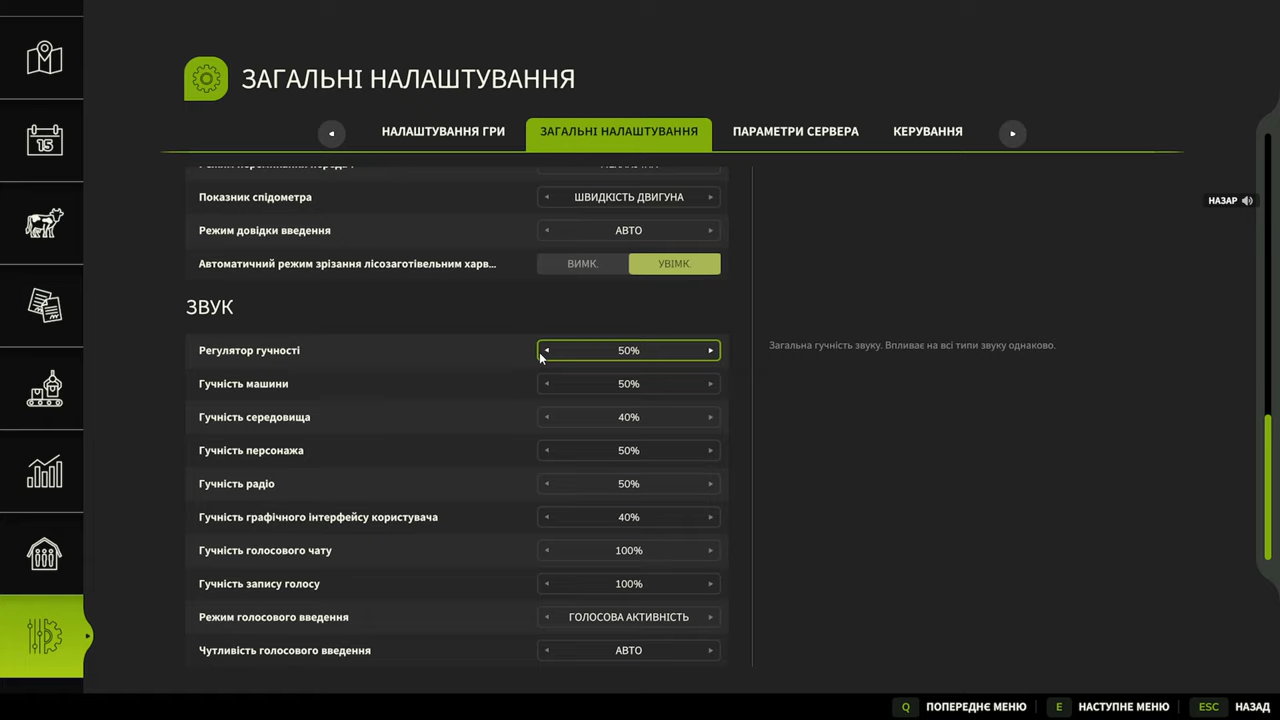 ЗАГАЛЬНІ НАЛАШТУВАННЯ
НАЛАШТУВАННЯ ГРИ
ЗАГАЛЬНІ НАЛАШТУВАННЯ
ПАРАМЕТРИ СЕРВЕРА
КЕРУВАННЯ
15
Показник спідометра
ШВИДКІСТЬ ДВИГУНА
НАЗАР
Режим довідки введення
АВТО
Автоматичний режим зрізання лісозаготівельним харв...
ВИМК.
УВІМК.
ЗВУК
Регулятор гучності
50%
Загальна гучність звуку. Впливає на всі типи звуку однаково.
Гучність машини
50%
Гучність середовища
40%
Гучність персонажа
50%
Гучність радіо
50%
Гучність графічного інтерфейсу користувача
40%
Гучність голосового чату
100%
Гучність запису голосу
100%
Режим голосового введення
ГОЛОСОВА АКТИВНІСТЬ
Чутливість голосового введення
АВТО
Q ПОПЕРЕДНЄ МЕНЮ
E НАСТУПНЕ МЕНЮ
ESC НАЗАД